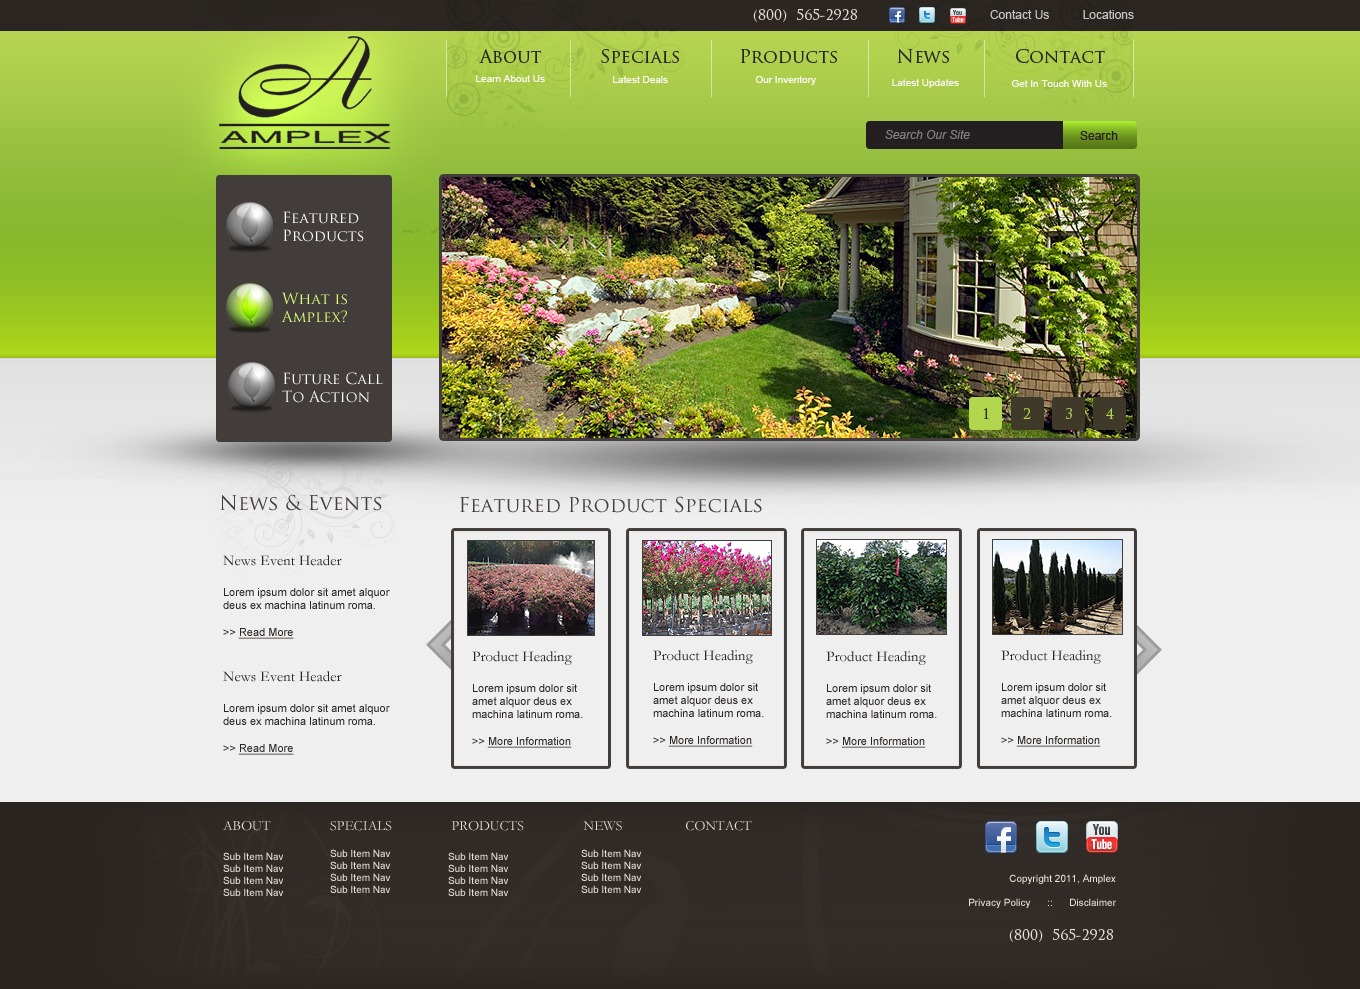 (800) 565-2928
f
t
You
Tube
Contact Us
Locations
A
AMPLEX
ABOUT
Learn About Us
SPECIALS
Latest Deals
PRODUCTS
Our Inventory
NEWS
Latest Updates
CONTACT
Get In Touch With Us
Search Our Site
Search
FEATURED
PRODUCTS
WHAT IS
AMPLEX?
FUTURE CALL
TO ACTION
1 2 3 4
NEWS & EVENTS
News Event Header
Lorem ipsum dolor sit amet alquor
deus ex machina latinum roma.
>> Read More
News Event Header
Lorem ipsum dolor sit amet alquor
deus ex machina latinum roma.
>> Read More
FEATURED PRODUCT SPECIALS
Product Heading
Lorem ipsum dolor sit
amet alquor deus ex
machina latinum roma.
>> More Information
Product Heading
Lorem ipsum dolor sit
amet alquor deus ex
machina latinum roma.
>> More Information
Product Heading
Lorem ipsum dolor sit
amet alquor deus ex
machina latinum roma.
>> More Information
Product Heading
Lorem ipsum dolor sit
amet alquor deus ex
machina latinum roma.
>> More Information
ABOUT
Sub Item Nav
Sub Item Nav
Sub Item Nav
Sub Item Nav
SPECIALS
Sub Item Nav
Sub Item Nav
Sub Item Nav
Sub Item Nav
PRODUCTS
Sub Item Nav
Sub Item Nav
Sub Item Nav
Sub Item Nav
NEWS
Sub Item Nav
Sub Item Nav
Sub Item Nav
Sub Item Nav
CONTACT
f
t
You
Tube
Copyright 2011, Amplex
Privacy Policy :: Disclaimer
(800) 565-2928